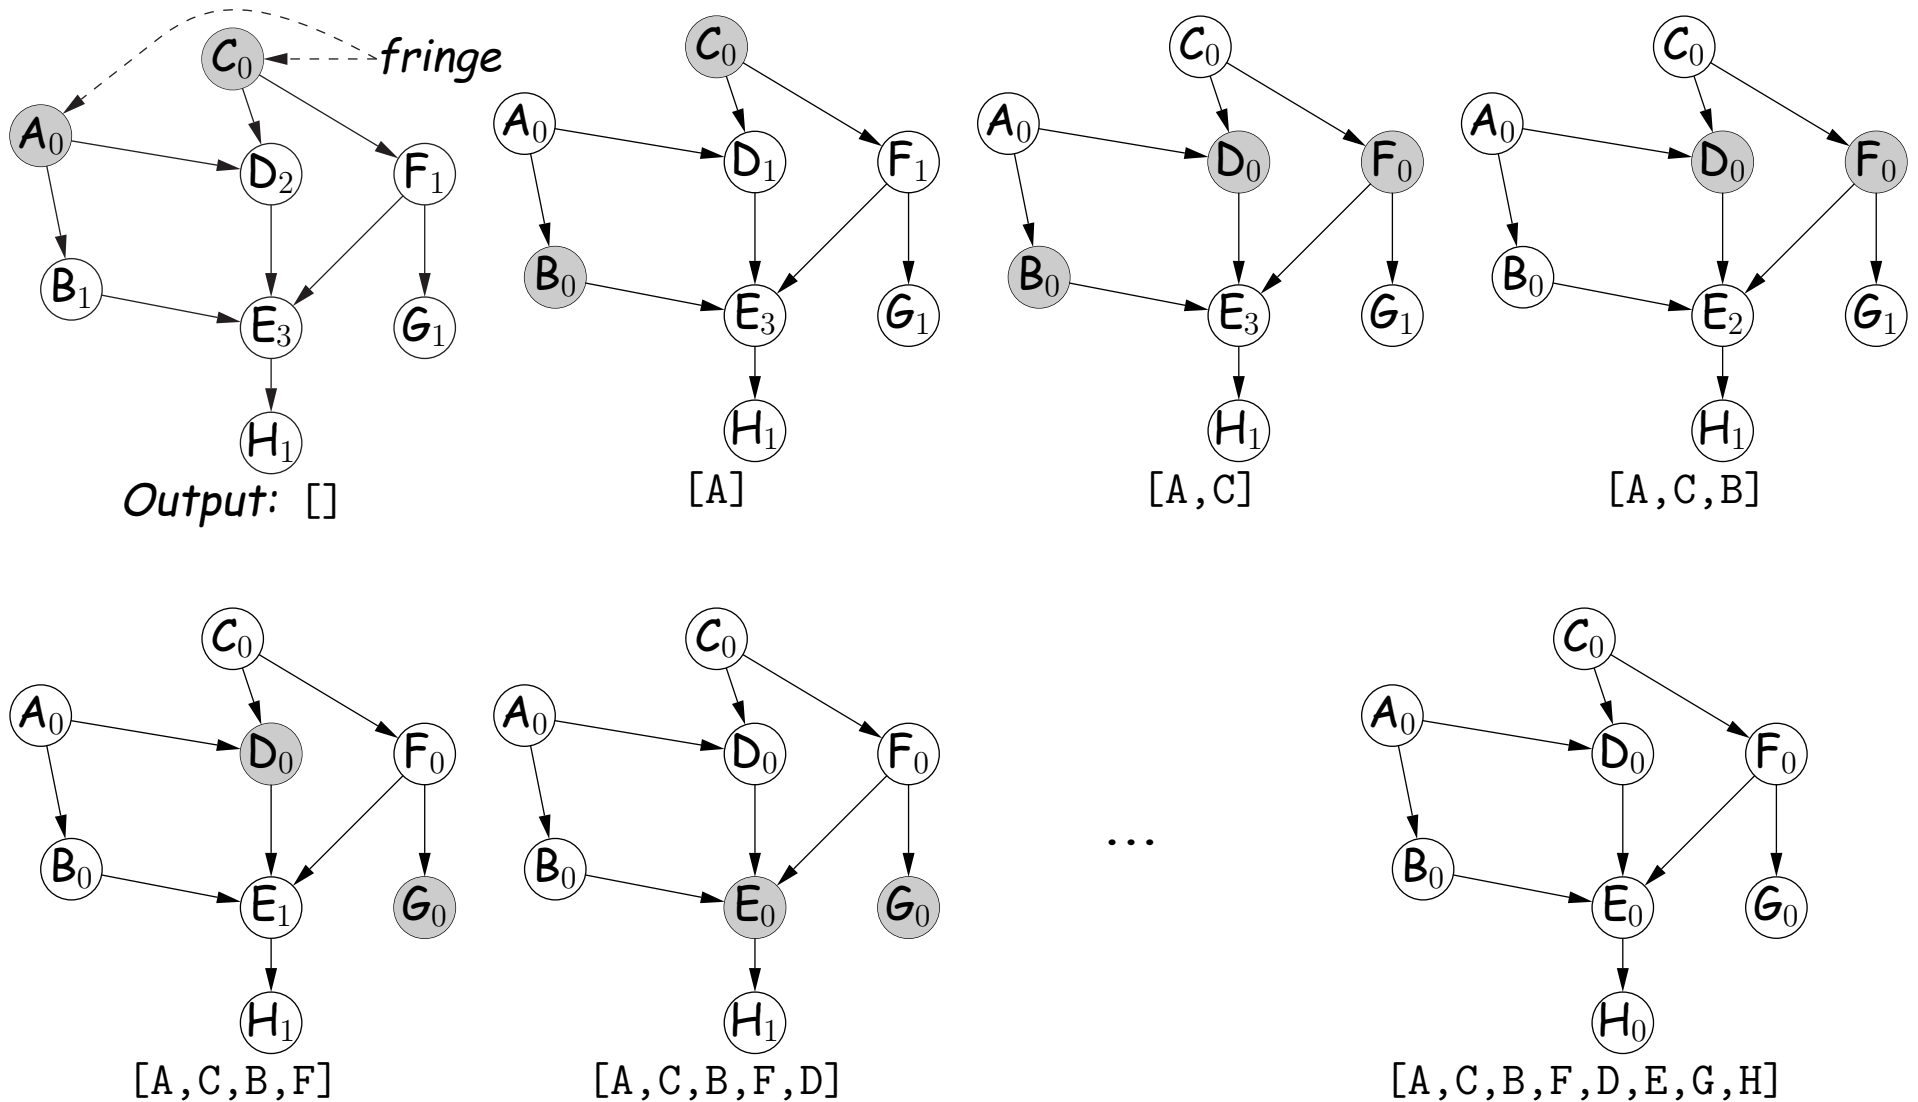 C0 fringe
A0
D2 F1
B1
E3 G1
H1
Output: []
C0
A0
D1 F1
B0
E3 G1
H1
[A]
C0
A0
D0 F0
B0
E3 G1
H1
[A,C]
C0
A0
D0 F0
B0
E2 G1
H1
[A,C,B]
C0
A0
D0 F0
B0
E1 G0
H1
[A,C,B,F]
C0
A0
D0 F0
B0
E0 G0
H1
[A,C,B,F,D]
...
C0
A0
D0 F0
B0
E0 G0
H0
[A,C,B,F,D,E,G,H]